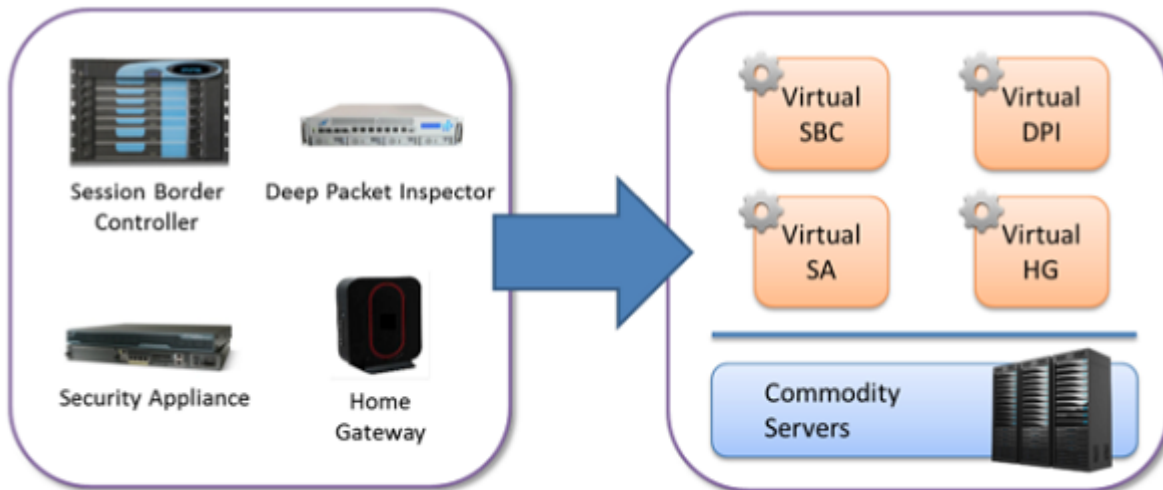 Session Border
Controller
Deep Packet Inspector
Security Appliance
Home
Gateway
Virtual
SBC
Virtual
DPI
Virtual
SA
Virtual
HG
Commodity
Servers